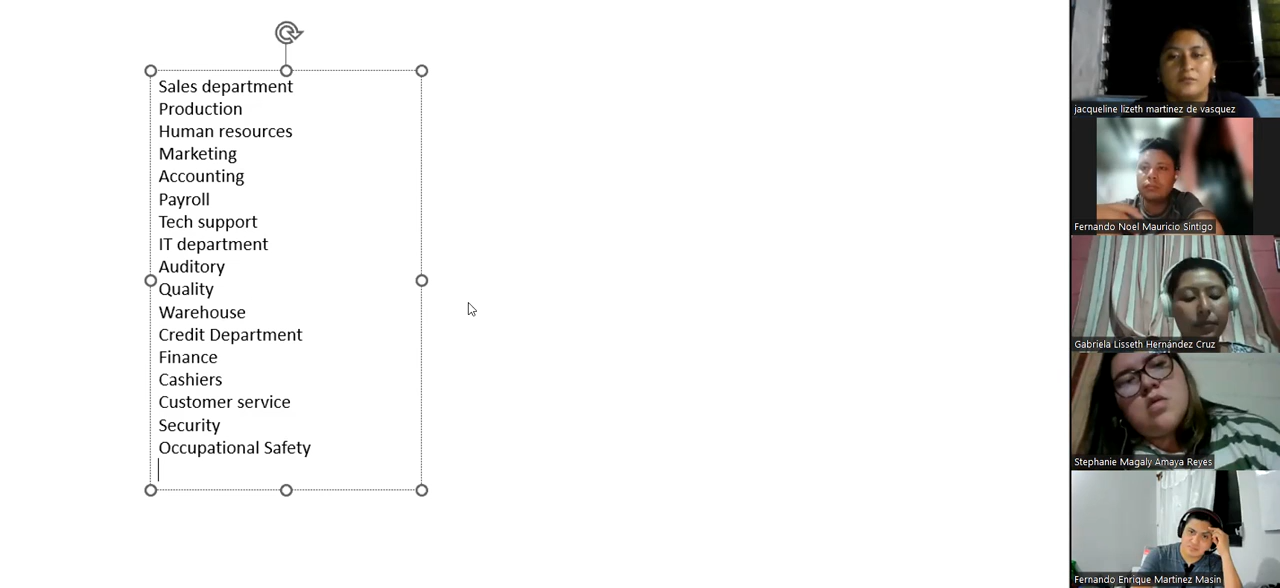 Sales department
Production
Human resources
Marketing
Accounting
Payroll
Tech support
IT department
Auditory
Quality
Warehouse
Credit Department
Finance
Cashiers
Customer service
Security
Occupational Safety
jacqueline lizeth martinez de vasquez
Fernando Noel Mauricio Sintigo
Gabriela Lisseth Hernández Cruz
Stephanie Magaly Amaya Reyes
Fernando Enrique Martinez Masin